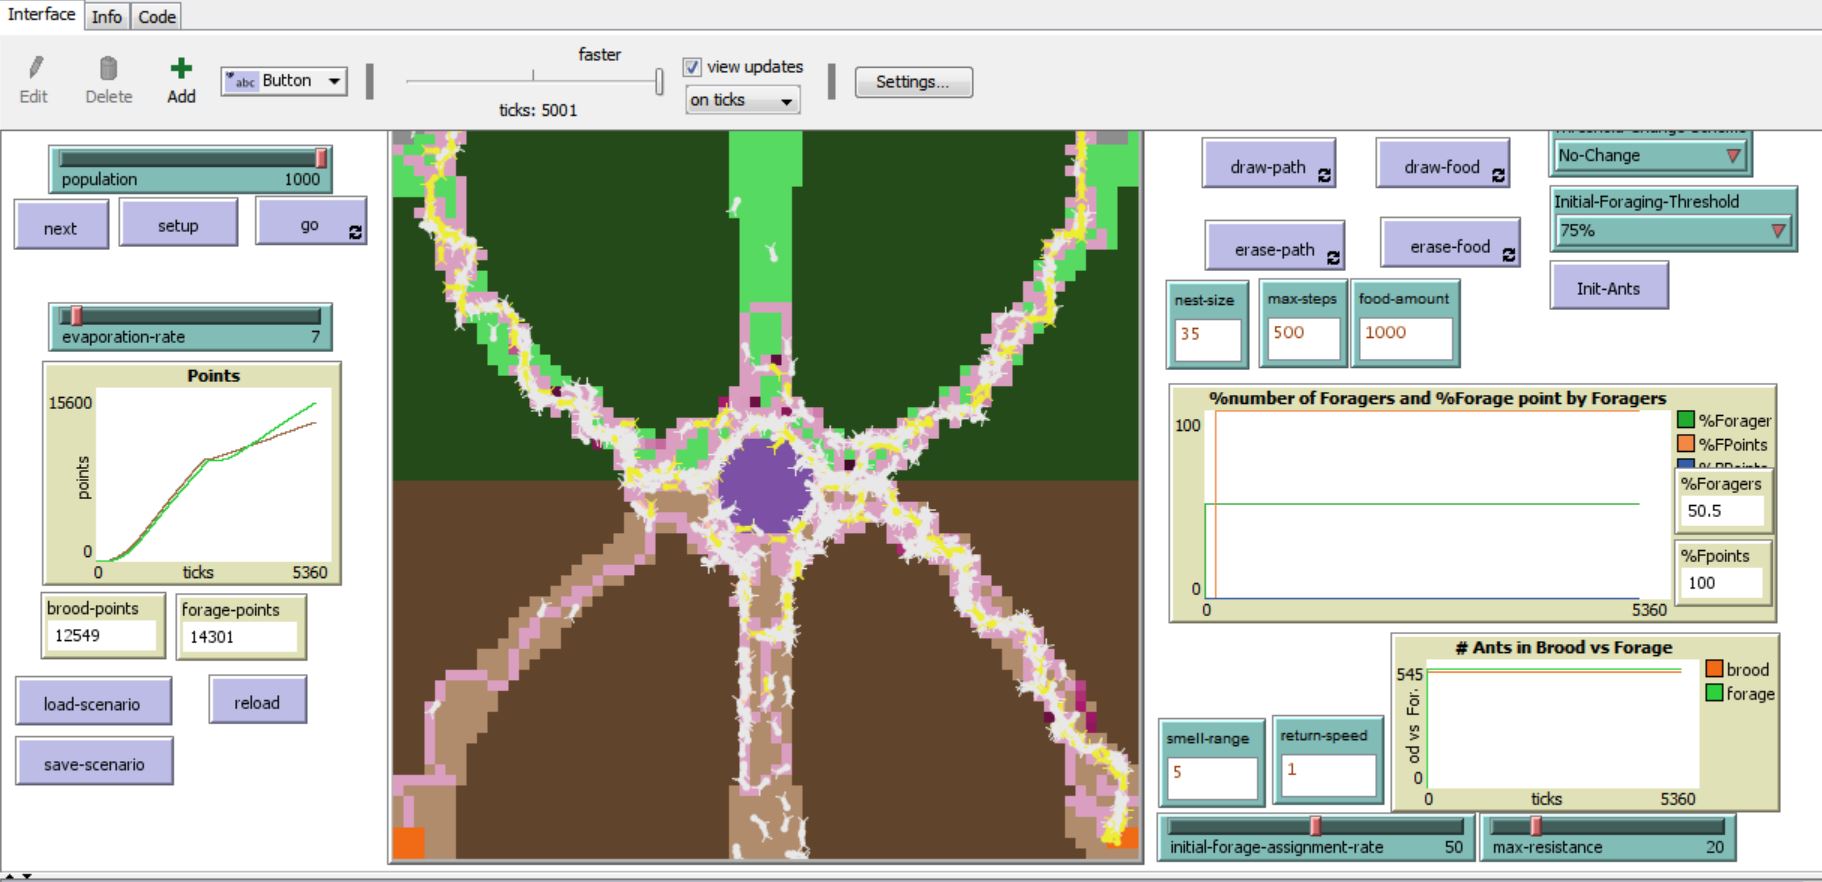 Interface Info Code
Edit Delete Add abc Button
faster
ticks: 5001
view updates
on ticks
Settings...
population 1000
next setup go
evaporation-rate 7
Points
15600
points
0
0 ticks 5360
brood-points
12549
forage-points
14301
load-scenario reload
save-scenario
draw-path draw-food
erase-path erase-food
nest-size
35
max-steps
500
food-amount
1000
No-Change
Initial-Foraging-Threshold
75%
Init-Ants
%number of Foragers and %Forage point by Foragers
100
0
0 5360
%Forager
%FPoints
%Foragers
50.5
%Fpoints
100
# Ants in Brood vs Forage
545
od vs For.
0
0 ticks 5360
brood
forage
smell-range
5
return-speed
1
initial-forage-assignment-rate 50
max-resistance 20